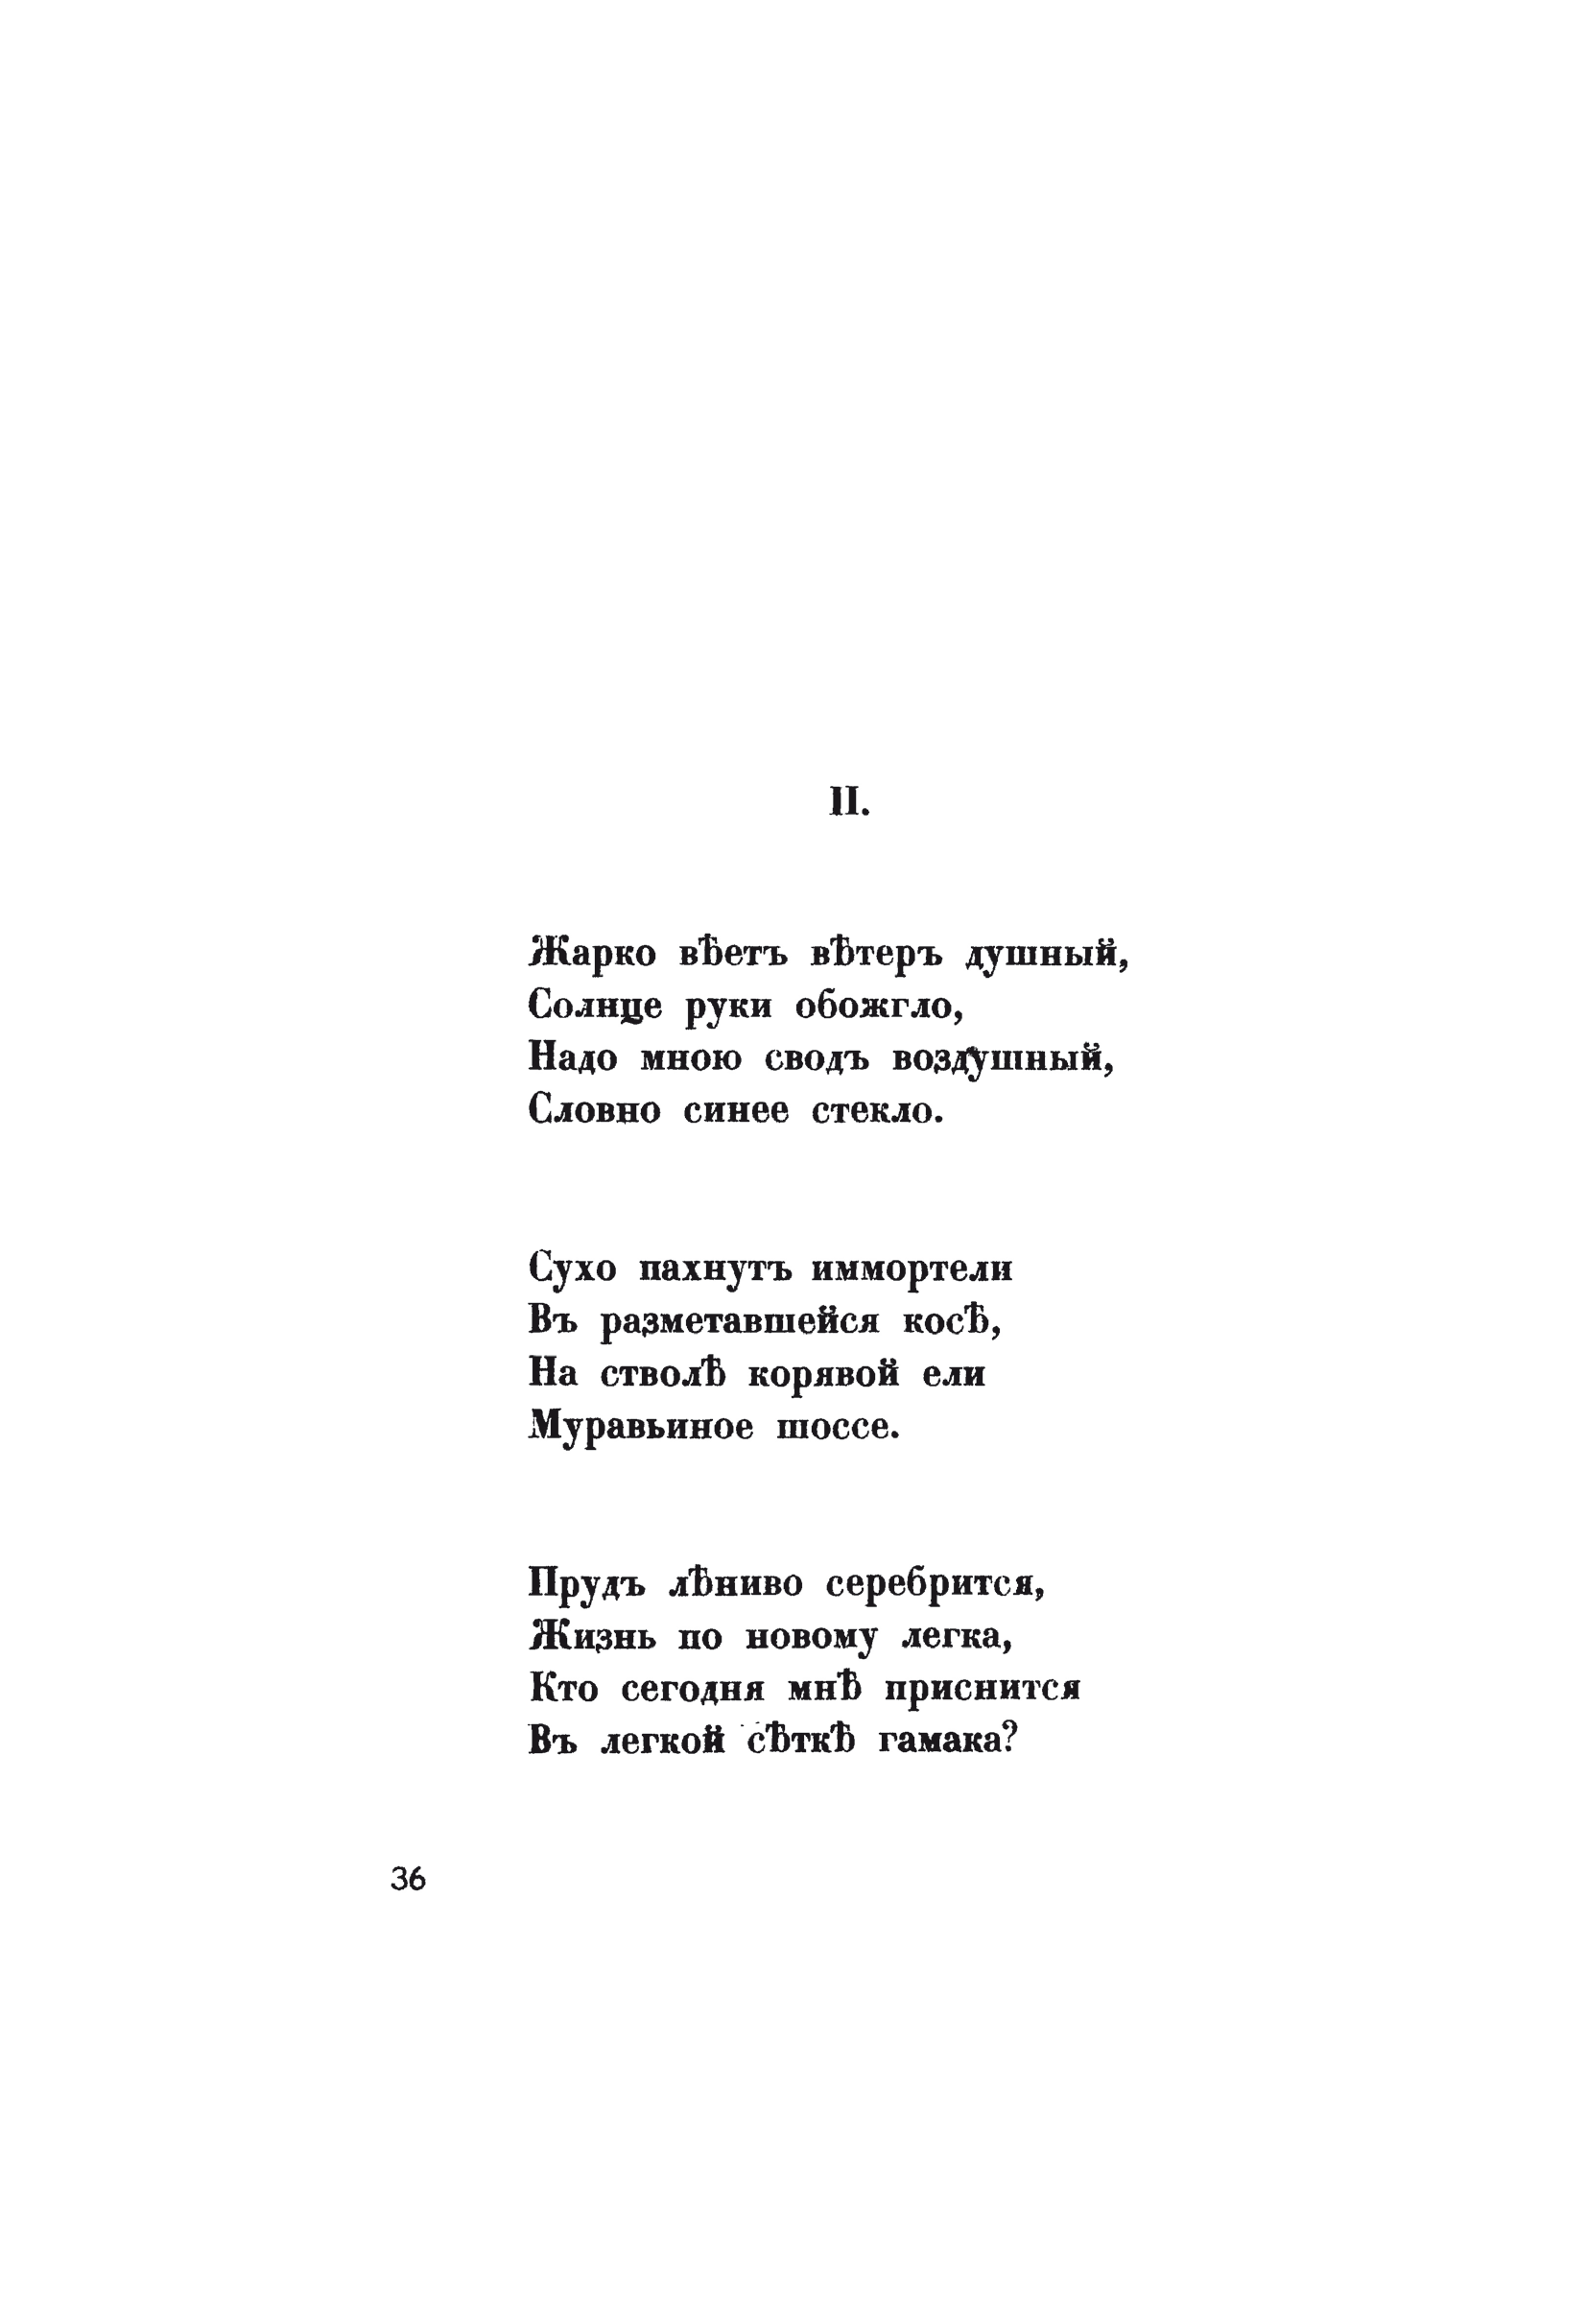 II.
Жарко вѣетъ вѣтеръ душный,
Солнце руки обожгло,
Надо мною сводъ воздушный,
Словно синее стекло.
Сухо пахнутъ иммортели
Въ разметавшейся косѣ,
На стволѣ корявой ели
Муравьиное шоссе.
Прудъ лѣниво серебрится,
Жизнь по новому легка,
Кто сегодня мнѣ приснится
Въ легкой сѣткѣ гамака?
36